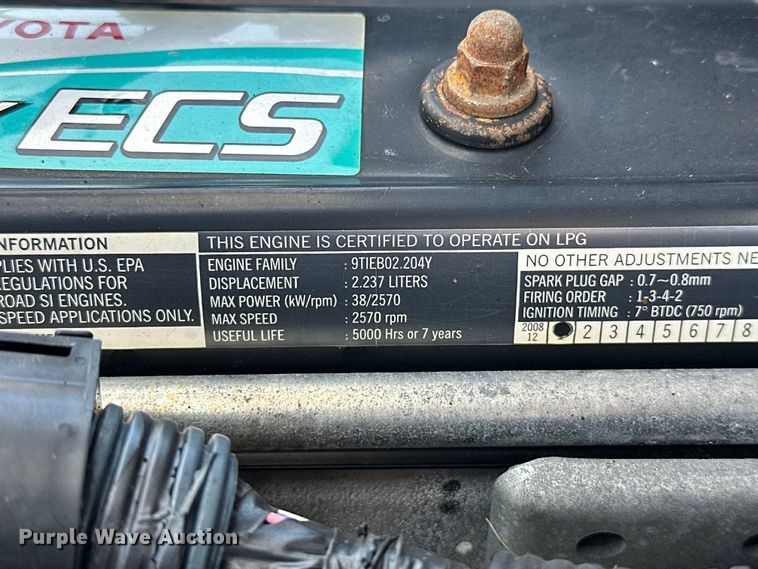 YOTA
ECS
NFORMATION
PLIES WITH U.S. EPA
REGULATIONS FOR
ROAD SI ENGINES.
SPEED APPLICATIONS ONLY.
THIS ENGINE IS CERTIFIED TO OPERATE ON LPG
ENGINE FAMILY : 9TIEB02.204Y
DISPLACEMENT : 2.237 LITERS
MAX POWER (kW/rpm) : 38/2570
MAX SPEED : 2570 rpm
USEFUL LIFE : 5000 Hrs or 7 years
NO OTHER ADJUSTMENTS NE
SPARK PLUG GAP : 0.7~0.8mm
FIRING ORDER : 1-3-4-2
IGNITION TIMING : 7° BTDC (750 rpm)
2008 12 2 3 4 5 6 7 8
Purple Wave Auction